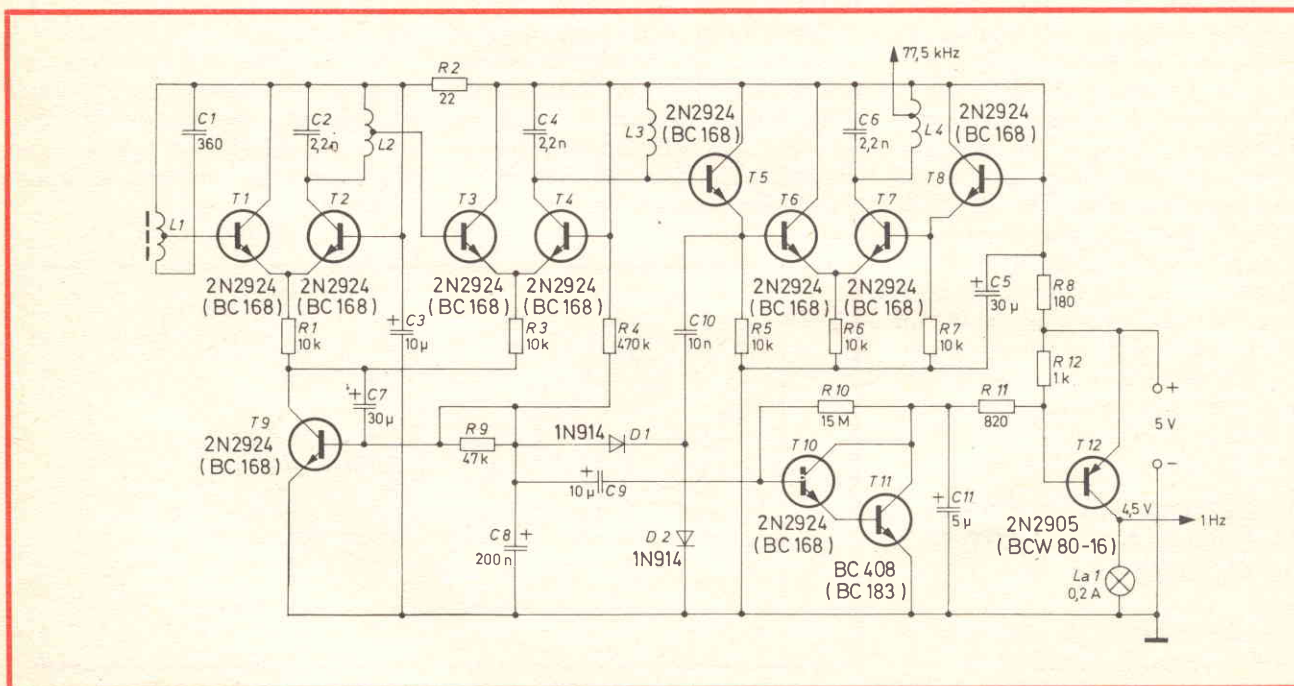 77,5 kHz
R2
22
C1
360
C2
2,2n
L2
C4
2,2n
L3
2N2924
(BC 168)
C6
2,2n
L4
2N2924
(BC 168)
T5
T8
L1
T1
T2
T3
T4
T6
T7
2N2924
(BC 168)
2N2924
(BC 168)
2N2924
(BC 168)
2N2924
(BC 168)
2N2924
(BC 168)
2N2924
(BC 168)
C5
30 µ
R8
180
R1
10k
C3
10µ
R3
10k
R4
470k
C10
10n
R5
10k
R6
10k
R7
10k
R12
1k
+
5 V
−
C7
30µ
T9
2N2924
(BC 168)
R9
47k
1N914
D1
R10
15 M
R11
820
T10
T11
T12
10µ
C9
2N2924
(BC 168)
C11
5µ
4,5 V
1Hz
2N2905
(BCW 80-16)
C8
200 n
D2
1N914
BC 408
(BC 183)
La 1
0,2 A